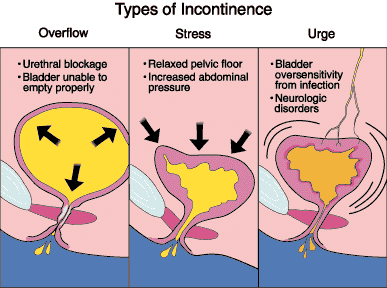 Types of Incontinence
Overflow
• Urethral blockage
• Bladder unable to
empty properly
Stress
• Relaxed pelvic floor
• Increased abdominal
pressure
Urge
• Bladder
oversensitivity
from infection
• Neurologic
disorders